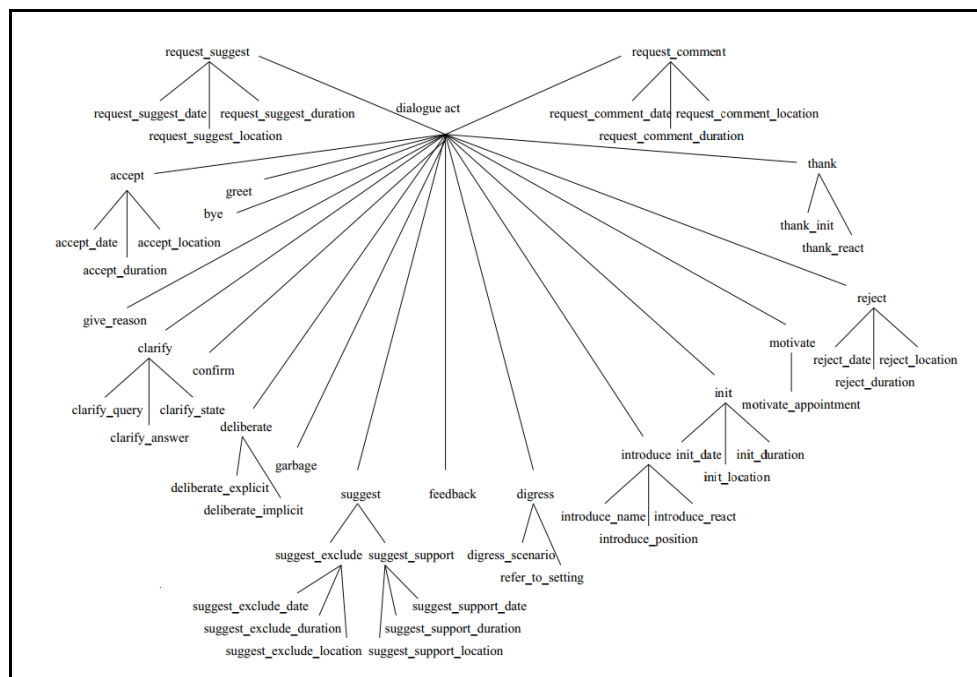 request_suggest
request_comment
request_suggest_date
request_suggest_duration
request_suggest_location
dialogue act
request_comment_date
request_comment_location
request_comment_duration
accept
greet
bye
thank
accept_date
accept_location
accept_duration
thank_init
thank_react
give_reason
reject
clarify
confirm
motivate
reject_date
reject_location
reject_duration
clarify_query
clarify_state
clarify_answer
init
motivate_appointment
deliberate
garbage
introduce
init_date
init_duration
init_location
deliberate_explicit
deliberate_implicit
suggest
feedback
digress
introduce_name
introduce_react
introduce_position
suggest_exclude
suggest_support
digress_scenario
refer_to_setting
suggest_exclude_date
suggest_support_date
suggest_exclude_duration
suggest_support_duration
suggest_exclude_location
suggest_support_location